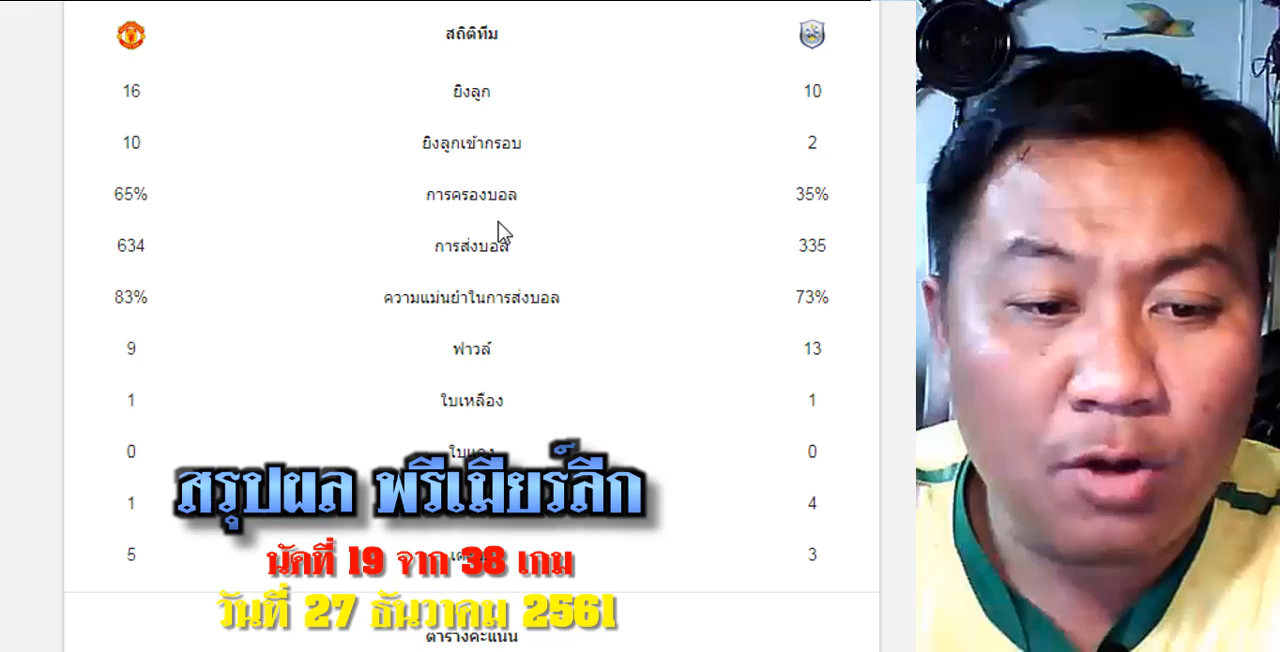 สถิติทีม
16 ยิงลูก 10
10 ยิงลูกเข้ากรอบ 2
65% การครองบอล 35%
634 การส่งบอล 335
83% ความแม่นยำในการส่งบอล 73%
9 ฟาวล์ 13
1 ใบเหลือง 1
0 ใบแดง 0
สรุปผล พรีเมียร์ลีก
1 4
นัดที่ 19 จาก 38 เกม
5 3
วันที่ 27 ธันวาคม 2561
ตารางคะแนน